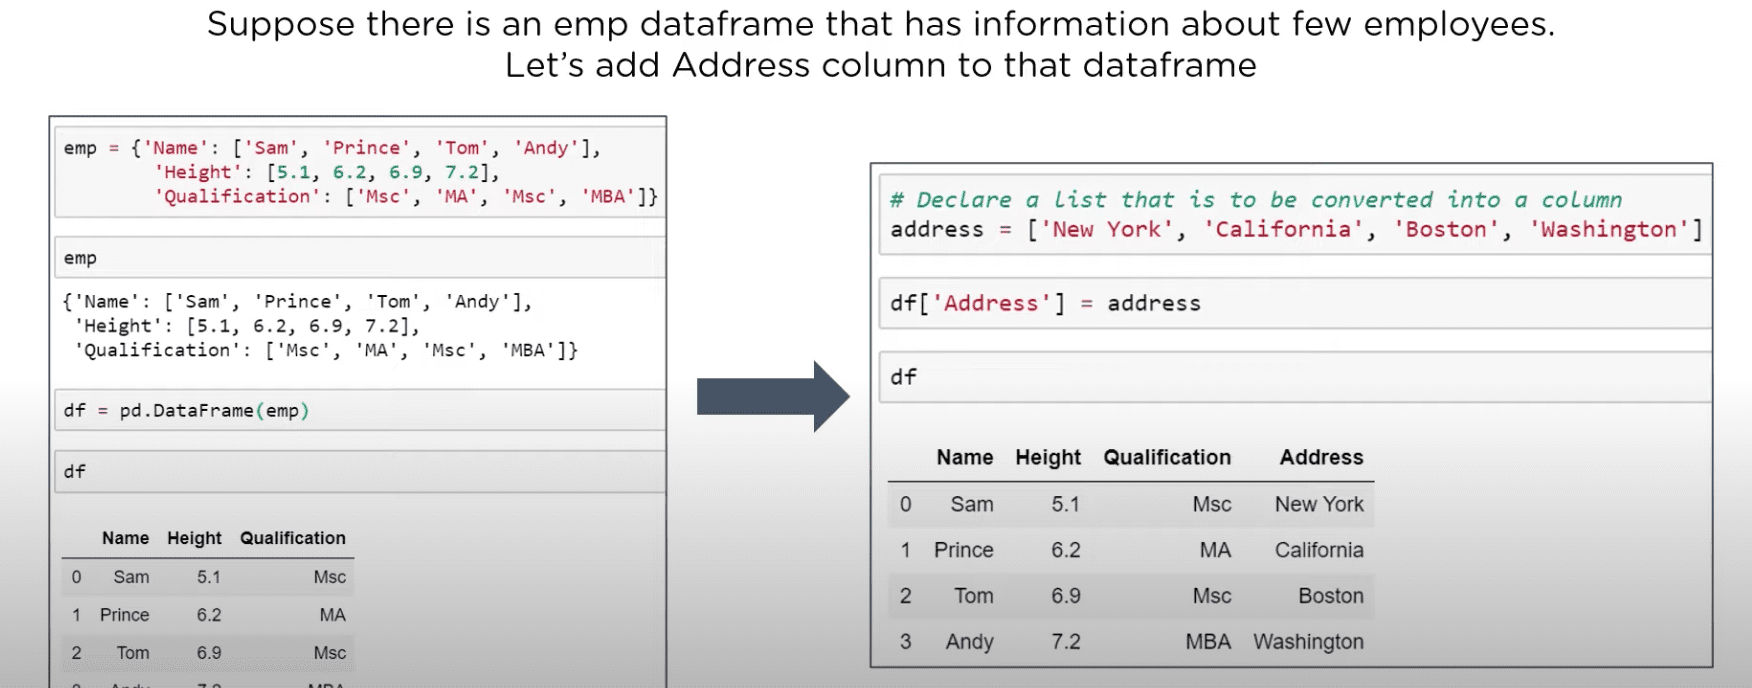 Suppose there is an emp dataframe that has information about few employees.
Let's add Address column to that dataframe
emp = {'Name': ['Sam', 'Prince', 'Tom', 'Andy'],
'Height': [5.1, 6.2, 6.9, 7.2],
'Qualification': ['Msc', 'MA', 'Msc', 'MBA']}
emp
{'Name': ['Sam', 'Prince', 'Tom', 'Andy'],
'Height': [5.1, 6.2, 6.9, 7.2],
'Qualification': ['Msc', 'MA', 'Msc', 'MBA']}
df = pd.DataFrame(emp)
df
Name Height Qualification
0 Sam 5.1 Msc
1 Prince 6.2 MA
2 Tom 6.9 Msc
3 Andy 7.2 MBA
# Declare a list that is to be converted into a column
address = ['New York', 'California', 'Boston', 'Washington']
df['Address'] = address
df
Name Height Qualification Address
0 Sam 5.1 Msc New York
1 Prince 6.2 MA California
2 Tom 6.9 Msc Boston
3 Andy 7.2 MBA Washington